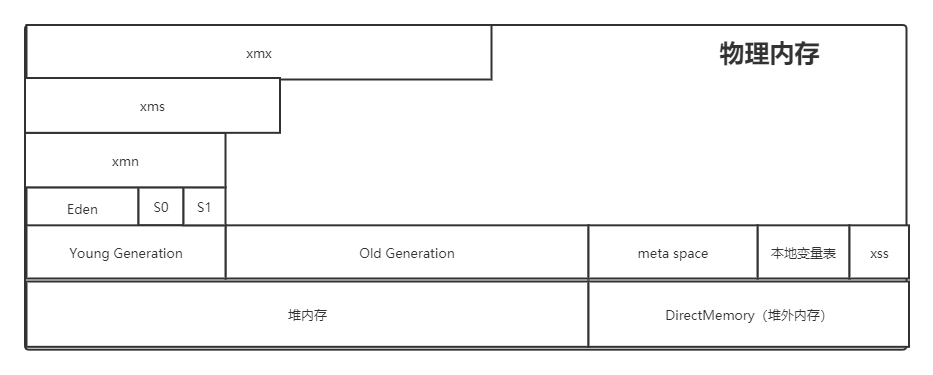 xmx
物理内存
xms
xmn
Eden
S0
S1
Young Generation
Old Generation
meta space
本地变量表
xss
堆内存
DirectMemory（堆外内存）